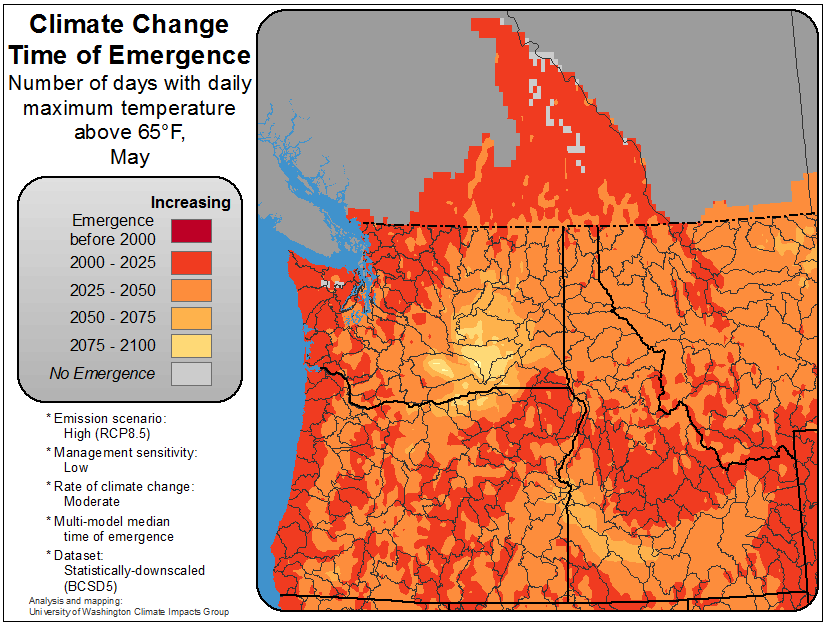 Climate Change
Time of Emergence
Number of days with daily
maximum temperature
above 65°F,
May
Increasing
Emergence
before 2000
2000 - 2025
2025 - 2050
2050 - 2075
2075 - 2100
No Emergence
* Emission scenario:
High (RCP8.5)
* Management sensitivity:
Low
* Rate of climate change:
Moderate
* Multi-model median
time of emergence
* Dataset:
Statistically-downscaled
(BCSD5)
Analysis and mapping:
University of Washington Climate Impacts Group